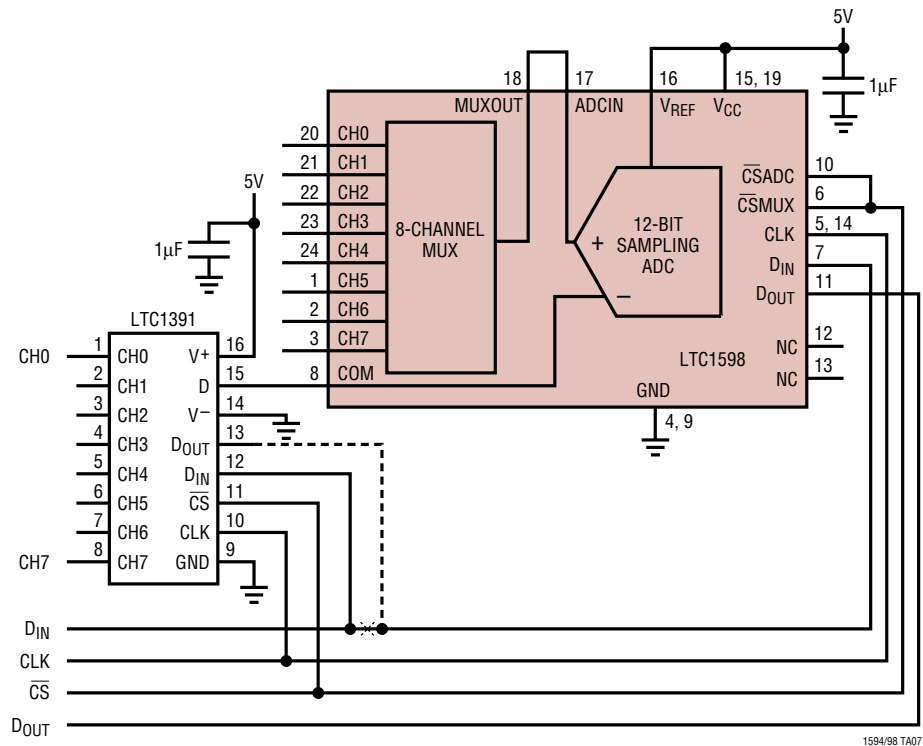 5V
18 17 16 15, 19 1µF
MUXOUT ADCIN VREF VCC
20 CH0
21 CH1
22 CH2
23 CH3
24 CH4
1 CH5
2 CH6
3 CH7
8 COM
8-CHANNEL
MUX
+
–
12-BIT
SAMPLING
ADC
10 C̅S̅ADC
6 C̅S̅MUX
5, 14 CLK
7 DIN
11 DOUT
12 NC
13 NC
LTC1598
GND
4, 9
5V
1µF
LTC1391
CH0 1 CH0 V+ 16
2 CH1 D 15
3 CH2 V– 14
4 CH3 DOUT 13
5 CH4 DIN 12
6 CH5 C̅S̅ 11
7 CH6 CLK 10
CH7 8 CH7 GND 9
DIN
CLK
C̅S̅
DOUT
1594/98 TA07